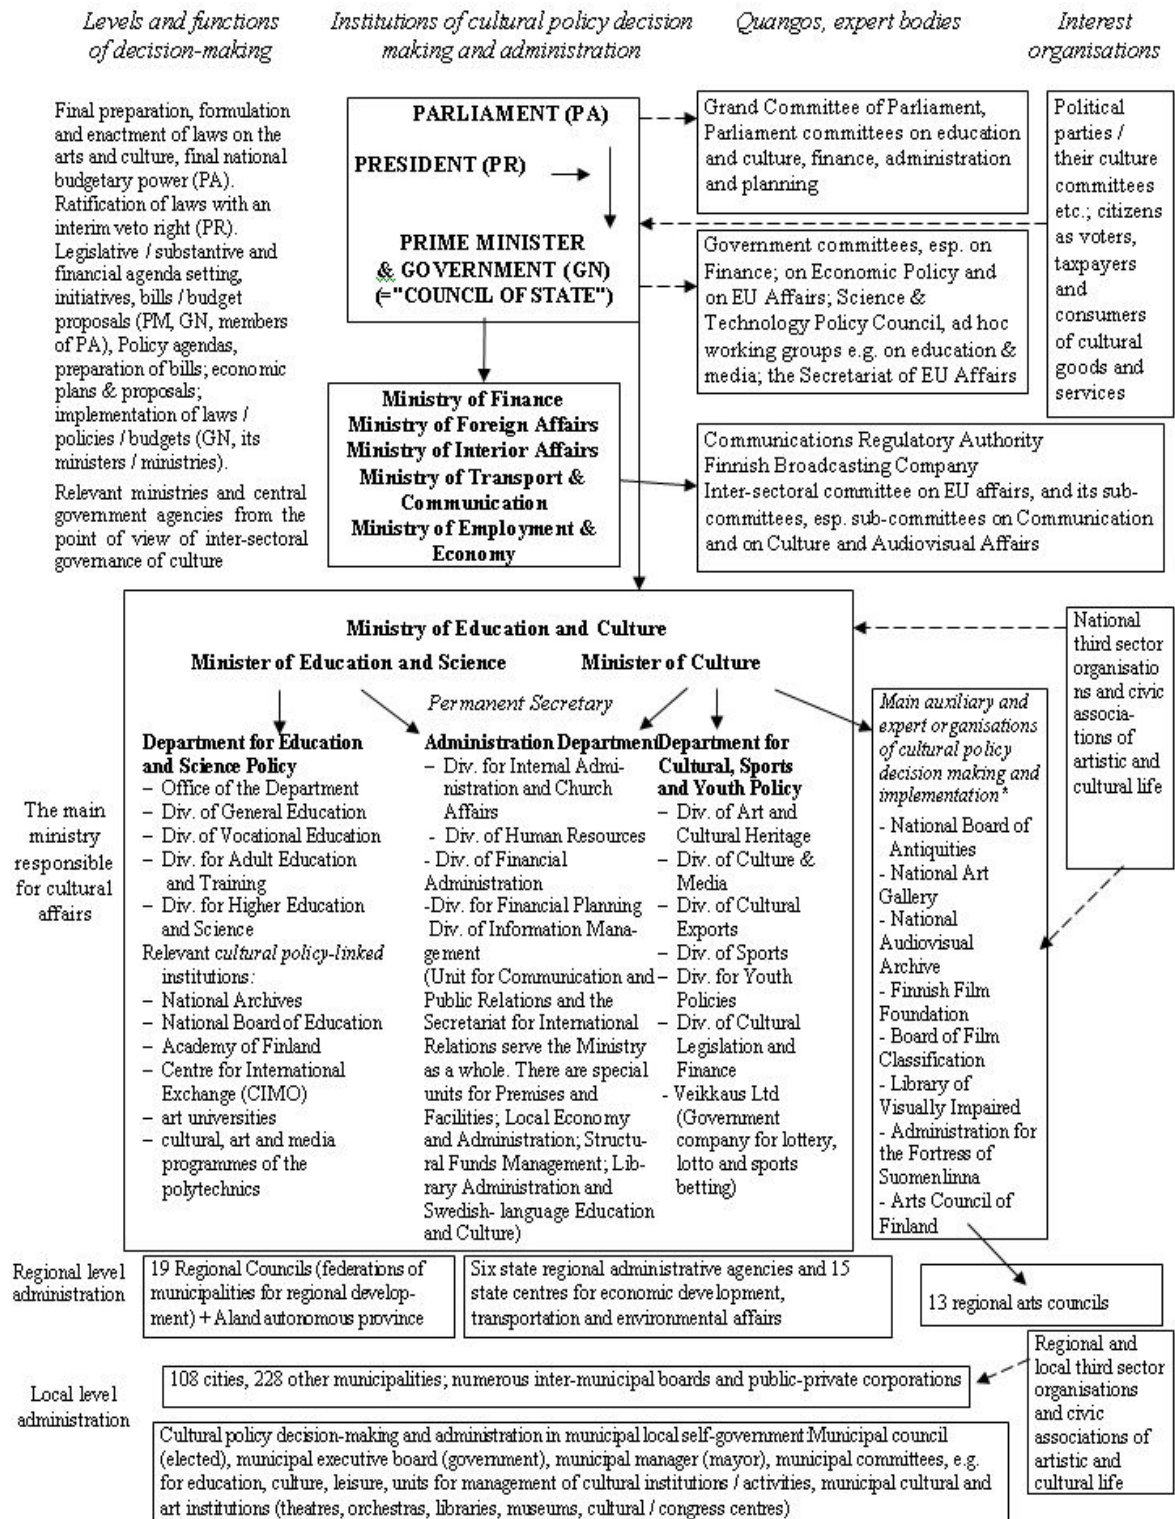 Levels and functions
of decision-making
Institutions of cultural policy decision
making and administration
Quangos, expert bodies
Interest
organisations
Final preparation, formulation
and enactment of laws on the
arts and culture, final national
budgetary power (PA).
Ratification of laws with an
interim veto right (PR).
Legislative / substantive and
financial agenda setting,
initiatives, bills / budget
proposals (PM, GN, members
of PA), Policy agendas,
preparation of bills; economic
plans & proposals;
implementation of laws /
policies / budgets (GN, its
ministers / ministries).
Relevant ministries and central
government agencies from the
point of view of inter-sectoral
governance of culture
PARLIAMENT (PA)
PRESIDENT (PR)
PRIME MINISTER
& GOVERNMENT (GN)
(="COUNCIL OF STATE")
Grand Committee of Parliament,
Parliament committees on education
and culture, finance, administration
and planning
Government committees, esp. on
Finance; on Economic Policy and
on EU Affairs; Science &
Technology Policy Council, ad hoc
working groups e.g. on education &
media; the Secretariat of EU Affairs
Political
parties /
their culture
committees
etc.; citizens
as voters,
taxpayers
and
consumers
of cultural
goods and
services
Ministry of Finance
Ministry of Foreign Affairs
Ministry of Interior Affairs
Ministry of Transport &
Communication
Ministry of Employment &
Economy
Communications Regulatory Authority
Finnish Broadcasting Company
Inter-sectoral committee on EU affairs, and its sub-
committees, esp. sub-committees on Communication
and on Culture and Audiovisual Affairs
The main
ministry
responsible
for cultural
affairs
Ministry of Education and Culture
Minister of Education and Science
Minister of Culture
Permanent Secretary
Department for Education
and Science Policy
– Office of the Department
– Div. of General Education
– Div. of Vocational Education
– Div. for Adult Education
and Training
– Div. for Higher Education
and Science
Relevant cultural policy-linked
institutions:
– National Archives
– National Board of Education
– Academy of Finland
– Centre for International
Exchange (CIMO)
– art universities
– cultural, art and media
programmes of the
polytechnics
Administration Department
– Div. for Internal Admi-
nistration and Church
Affairs
- Div. of Human Resources
- Div. of Financial
Administration
-Div. for Financial Planning
Div. of Information Mana-
gement
(Unit for Communication and
Public Relations and the
Secretariat for International
Relations serve the Ministry
as a whole. There are special
units for Premises and
Facilities; Local Economy
and Administration; Structu-
ral Funds Management; Lib-
rary Administration and
Swedish- language Education
and Culture)
Department for
Cultural, Sports
and Youth Policy
– Div. of Art and
Cultural Heritage
– Div. of Culture &
Media
– Div. of Cultural
Exports
– Div. of Sports
– Div. for Youth
Policies
– Div. of Cultural
Legislation and
Finance
- Veikkaus Ltd
(Government
company for lottery,
lotto and sports
betting)
Main auxiliary and
expert organisations
of cultural policy
decision making and
implementation*
- National Board of
Antiquities
- National Art
Gallery
- National
Audiovisual
Archive
- Finnish Film
Foundation
- Board of Film
Classification
- Library of
Visually Impaired
- Administration for
the Fortress of
Suomenlinna
- Arts Council of
Finland
National
third sector
organisatio
ns and civic
associa-
tions of
artistic and
cultural life
Regional level
administration
19 Regional Councils (federations of
municipalities for regional develop-
ment) + Aland autonomous province
Six state regional administrative agencies and 15
state centres for economic development,
transportation and environmental affairs
13 regional arts councils
Local level
administration
108 cities, 228 other municipalities; numerous inter-municipal boards and public-private corporations
Regional and
local third sector
organisations
and civic
associations of
artistic and
cultural life
Cultural policy decision-making and administration in municipal local self-government:Municipal council
(elected), municipal executive board (government), municipal manager (mayor), municipal committees, e.g.
for education, culture, leisure, units for management of cultural institutions / activities, municipal cultural and
art institutions (theatres, orchestras, libraries, museums, cultural / congress centres)